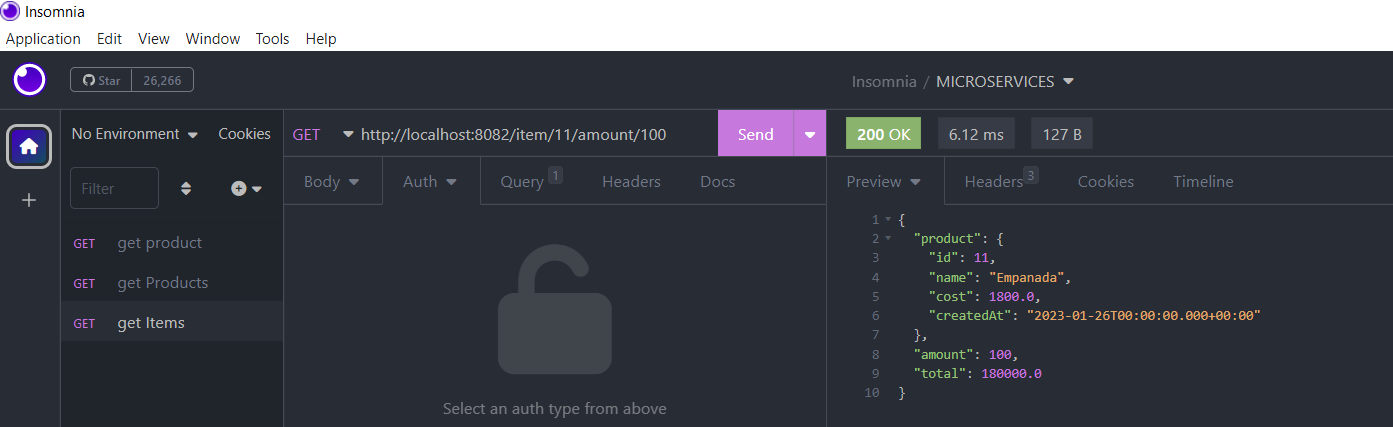 Insomnia
Application Edit View Window Tools Help
Star 26,266
Insomnia / MICROSERVICES
No Environment Cookies
GET http://localhost:8082/item/11/amount/100 Send
200 OK 6.12 ms 127 B
Filter
Body Auth Query 1 Headers Docs
Preview Headers 3 Cookies Timeline
GET get product
GET get Products
GET get Items
Select an auth type from above
1 {
2 "product": {
3 "id": 11,
4 "name": "Empanada",
5 "cost": 1800.0,
6 "createdAt": "2023-01-26T00:00:00.000+00:00"
7 },
8 "amount": 100,
9 "total": 180000.0
10 }